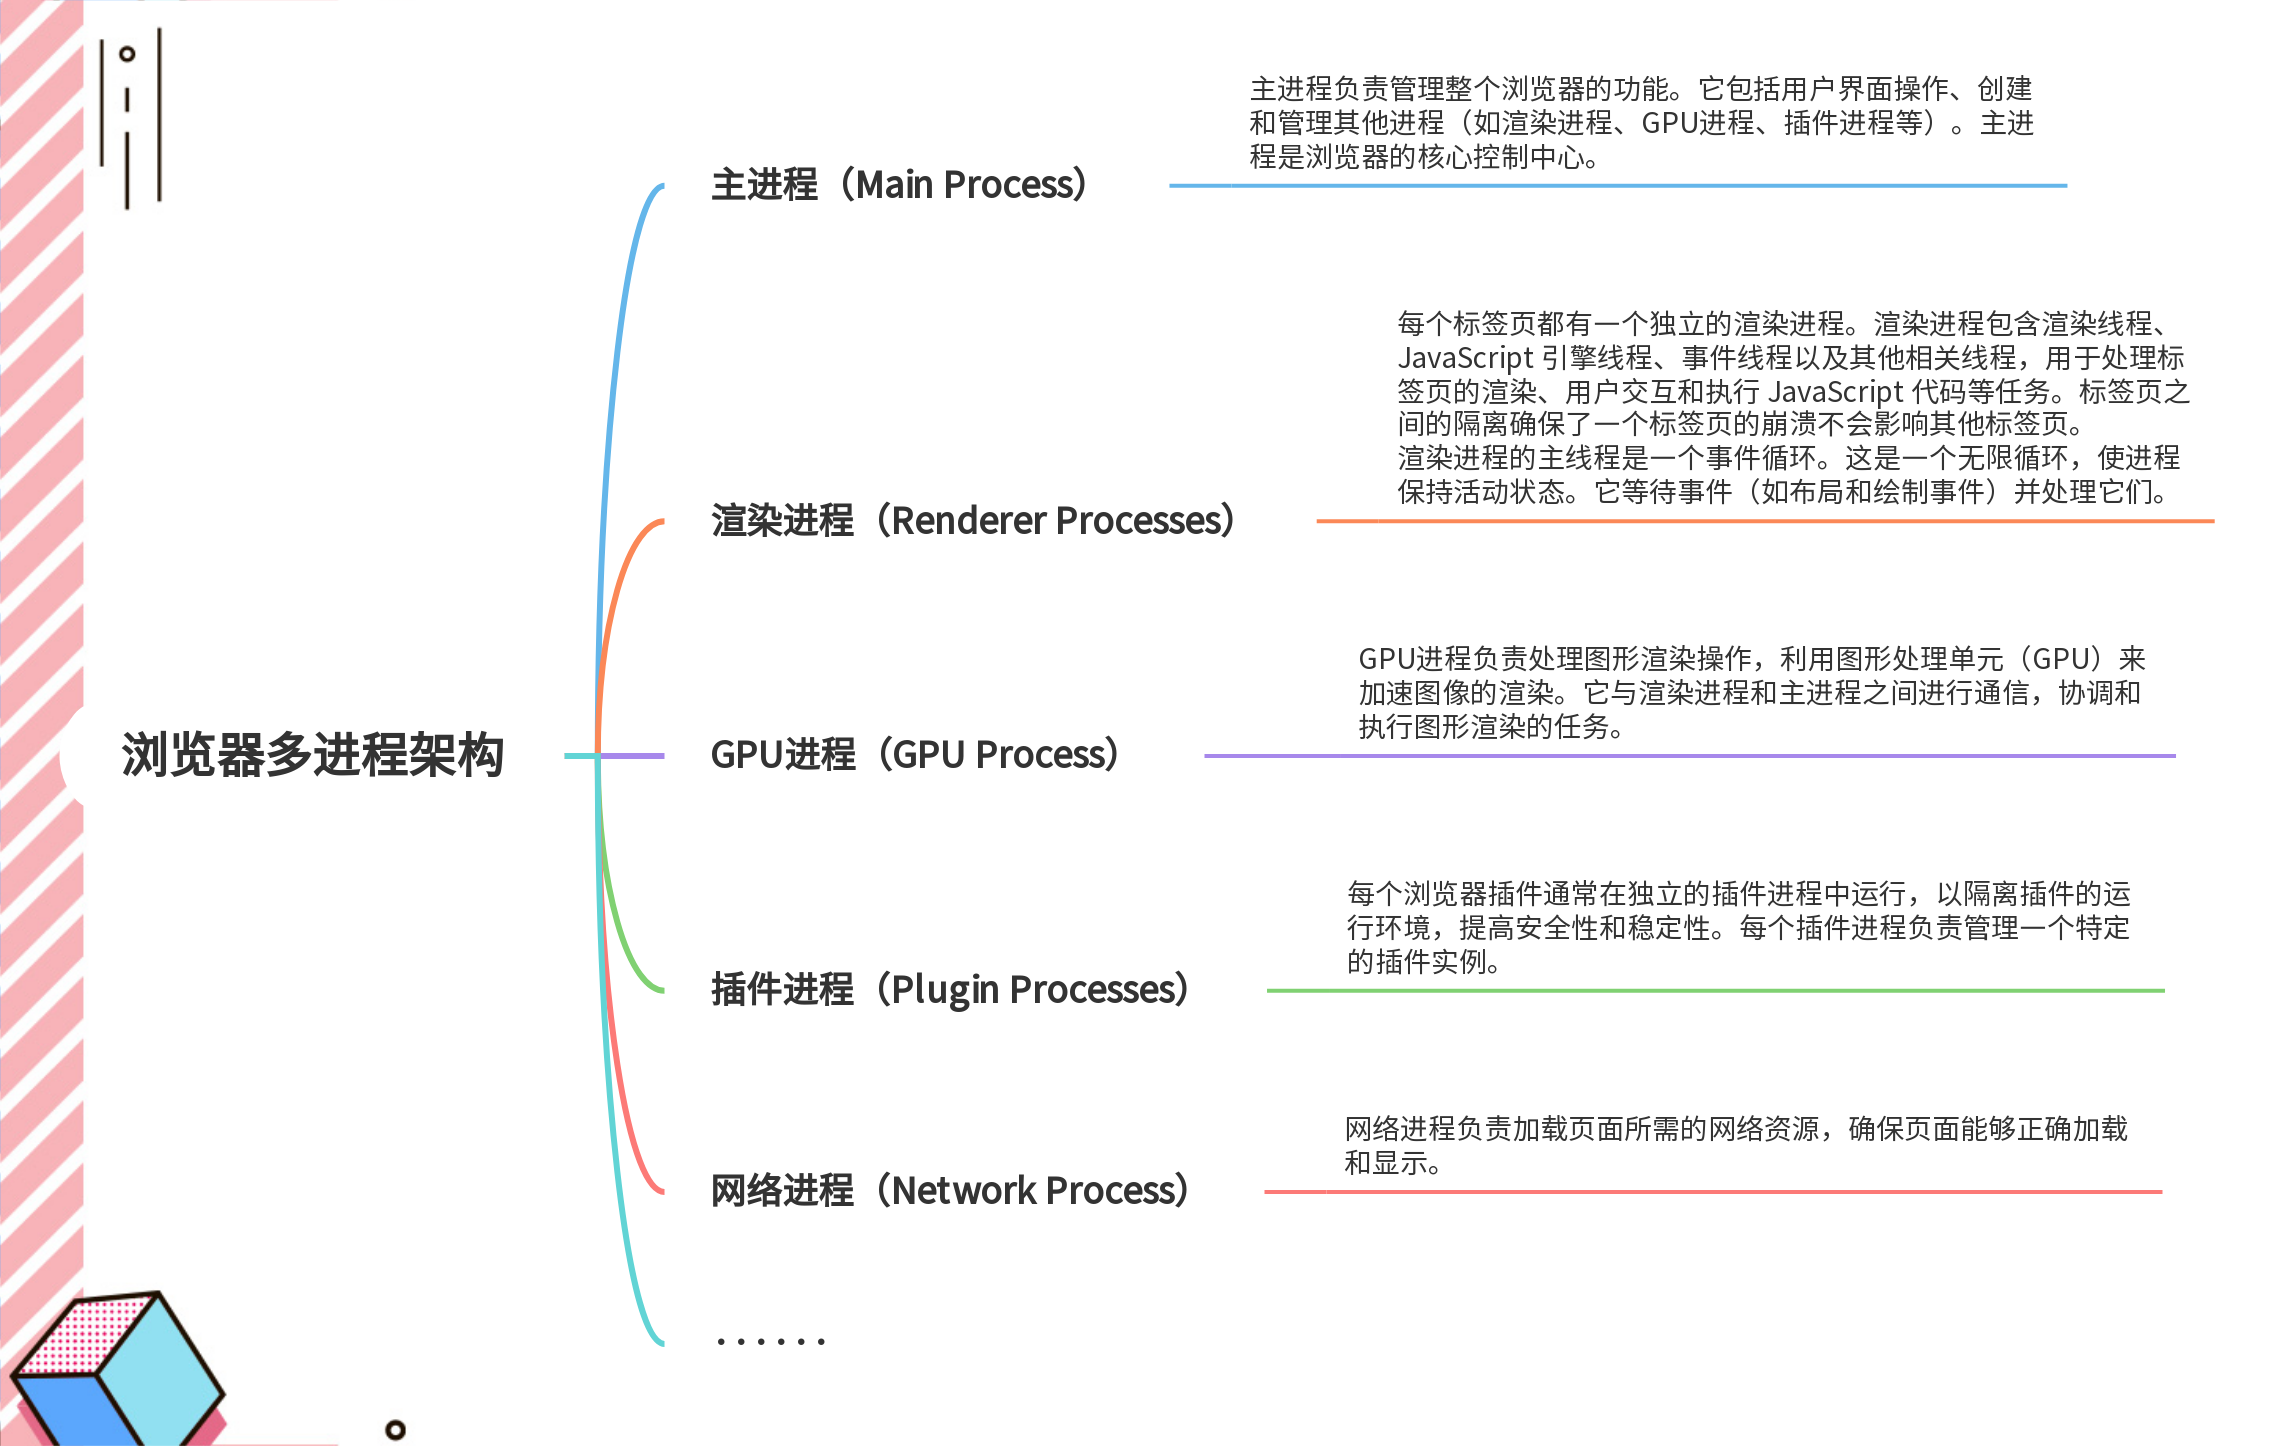 主进程负责管理整个浏览器的功能。它包括用户界面操作、创建
和管理其他进程（如渲染进程、GPU进程、插件进程等）。主进
程是浏览器的核心控制中心。
主进程（Main Process）
每个标签页都有一个独立的渲染进程。渲染进程包含渲染线程、
JavaScript 引擎线程、事件线程以及其他相关线程，用于处理标
签页的渲染、用户交互和执行 JavaScript 代码等任务。标签页之
间的隔离确保了一个标签页的崩溃不会影响其他标签页。
渲染进程的主线程是一个事件循环。这是一个无限循环，使进程
保持活动状态。它等待事件（如布局和绘制事件）并处理它们。
渲染进程（Renderer Processes）
GPU进程负责处理图形渲染操作，利用图形处理单元（GPU）来
加速图像的渲染。它与渲染进程和主进程之间进行通信，协调和
执行图形渲染的任务。
浏览器多进程架构
GPU进程（GPU Process）
每个浏览器插件通常在独立的插件进程中运行，以隔离插件的运
行环境，提高安全性和稳定性。每个插件进程负责管理一个特定
的插件实例。
插件进程（Plugin Processes）
网络进程负责加载页面所需的网络资源，确保页面能够正确加载
和显示。
网络进程（Network Process）
······